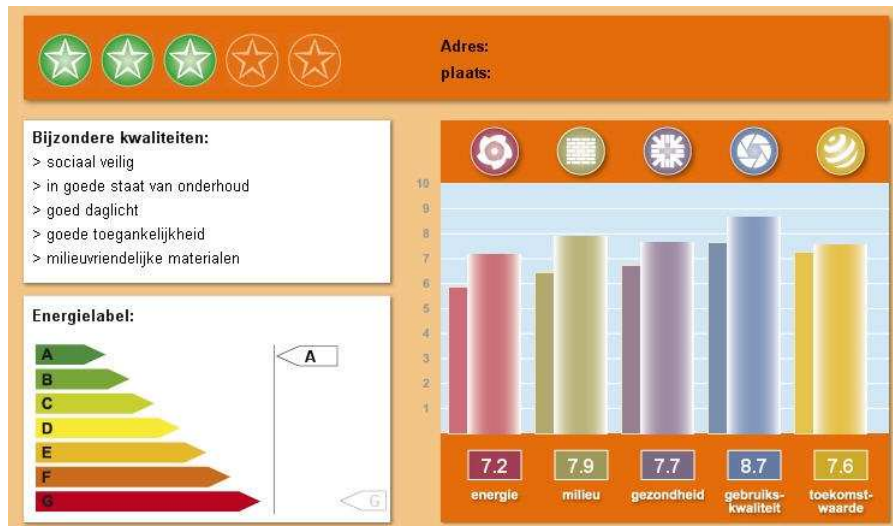 Adres:
plaats:
Bijzondere kwaliteiten:
> sociaal veilig
> in goede staat van onderhoud
> goed daglicht
> goede toegankelijkheid
> milieuvriendelijke materialen
Energielabel:
A
A
B
C
D
E
F
G
G
10
9
8
7
6
5
4
3
2
1
7.2 7.9 7.7 8.7 7.6
energie milieu gezondheid gebruiks-kwaliteit toekomst-waarde